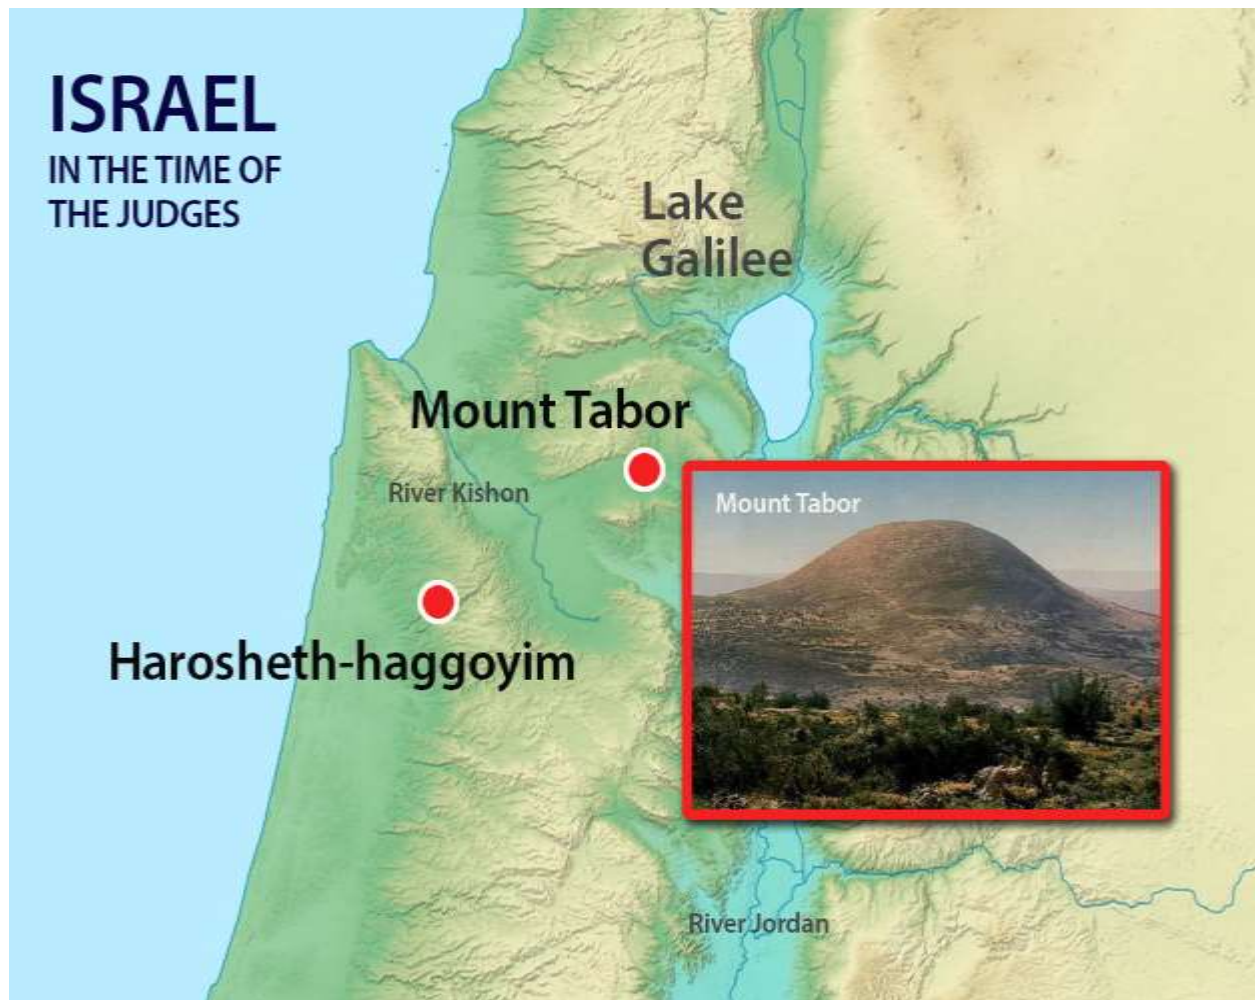 ISRAEL
IN THE TIME OF
THE JUDGES
Lake
Galilee
Mount Tabor
River Kishon
Mount Tabor
Harosheth-haggoyim
River Jordan